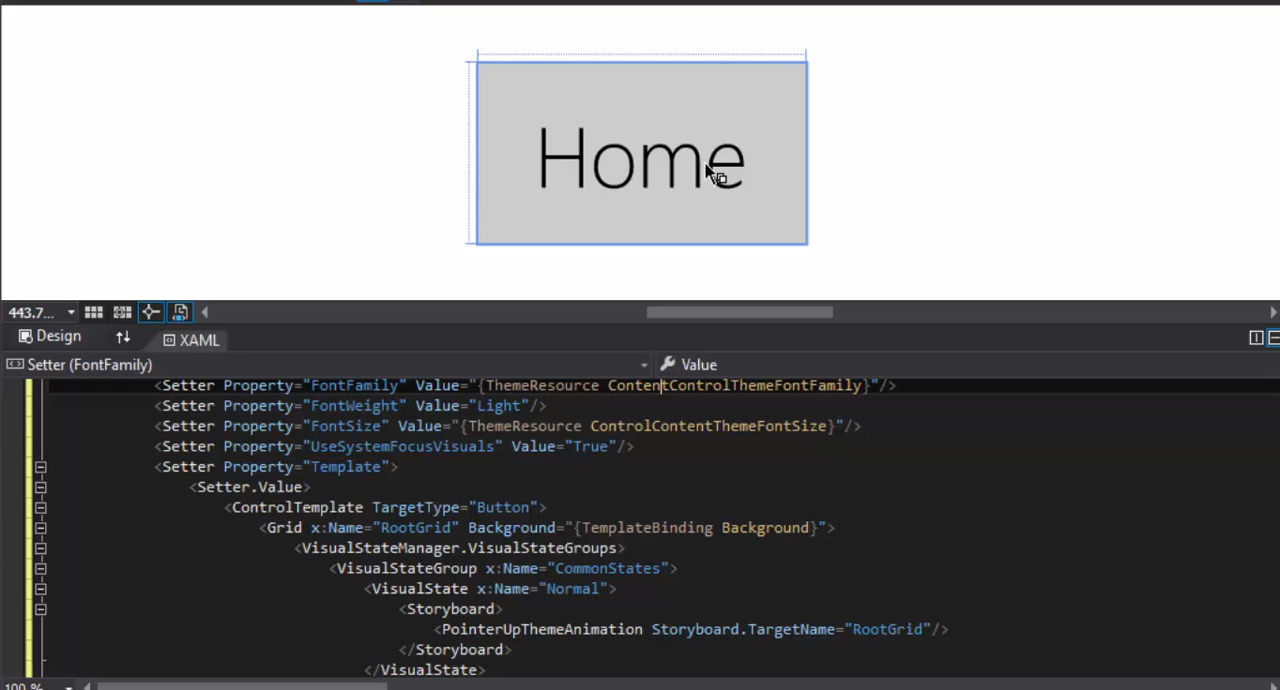 Home
443.7...
Design
XAML
Setter (FontFamily)
Value
<Setter Property="FontFamily" Value="{ThemeResource ContentControlThemeFontFamily}"/>
<Setter Property="FontWeight" Value="Light"/>
<Setter Property="FontSize" Value="{ThemeResource ControlContentThemeFontSize}"/>
<Setter Property="UseSystemFocusVisuals" Value="True"/>
<Setter Property="Template">
<Setter.Value>
<ControlTemplate TargetType="Button">
<Grid x:Name="RootGrid" Background="{TemplateBinding Background}">
<VisualStateManager.VisualStateGroups>
<VisualStateGroup x:Name="CommonStates">
<VisualState x:Name="Normal">
<Storyboard>
<PointerUpThemeAnimation Storyboard.TargetName="RootGrid"/>
</Storyboard>
</VisualState>
100 %